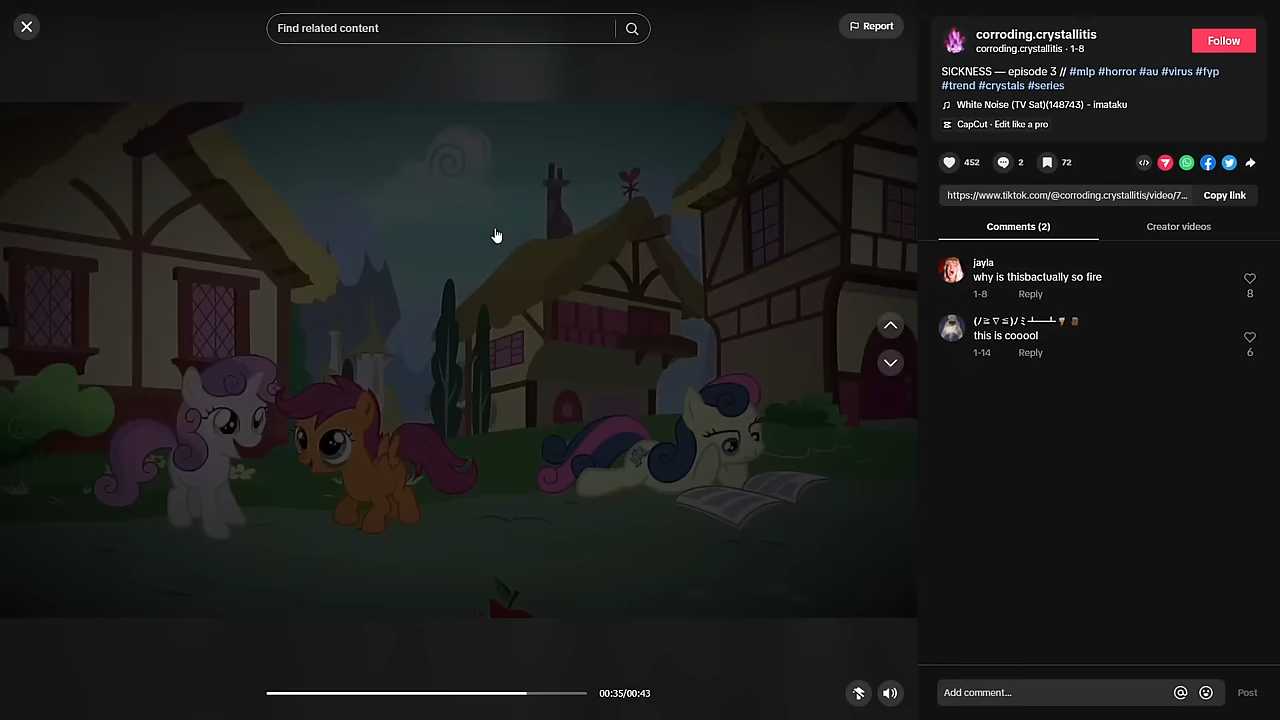 Find related content
Report
corroding.crystallitis
corroding.crystallitis · 1-8
Follow
SICKNESS — episode 3 // #mlp #horror #au #virus #fyp
#trend #crystals #series
White Noise (TV Sat)(148743) - imataku
CapCut · Edit like a pro
452
2
72
https://www.tiktok.com/@corroding.crystallitis/video/7...
Copy link
Comments (2)
Creator videos
jayla
why is thisbactually so fire
1-8
Reply
8
(ﾉ≧∇≦)ﾉﾐ┻━┻
this is cooool
1-14
Reply
6
00:35/00:43
Add comment...
Post